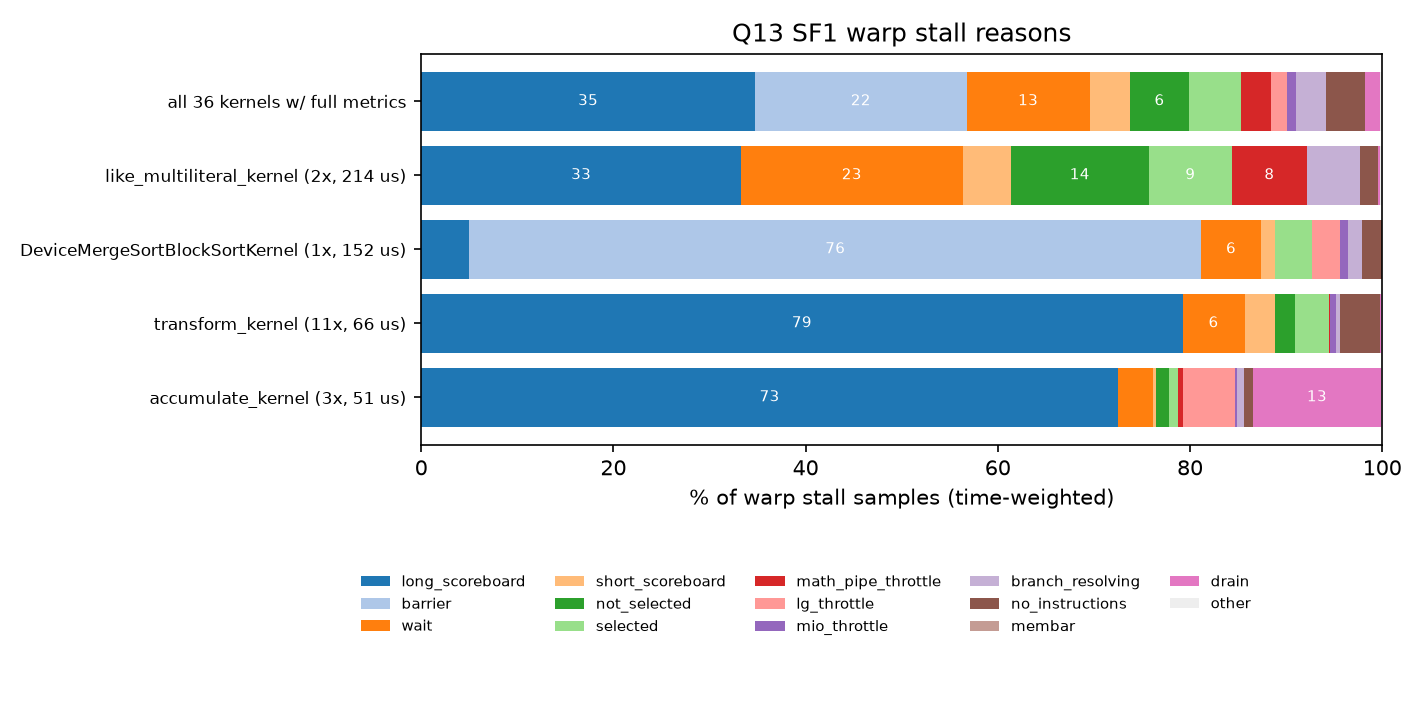 Q13 SF1 warp stall reasons
all 36 kernels w/ full metrics
35 22 13 6
like_multiliteral_kernel (2x, 214 us)
33 23 14 9 8
DeviceMergeSortBlockSortKernel (1x, 152 us)
76 6
transform_kernel (11x, 66 us)
79 6
accumulate_kernel (3x, 51 us)
73 13
0 20 40 60 80 100
% of warp stall samples (time-weighted)
long_scoreboard short_scoreboard math_pipe_throttle branch_resolving drain
barrier not_selected lg_throttle no_instructions other
wait selected mio_throttle membar